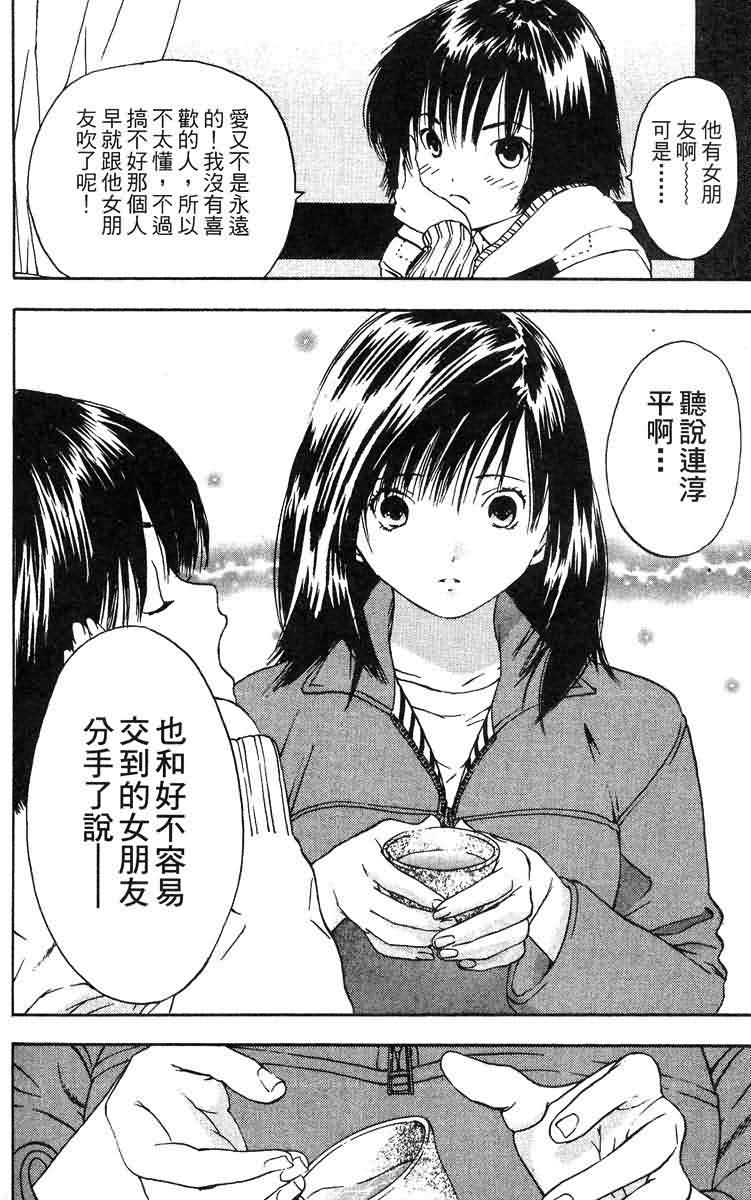 他有女朋
友啊~~~
可是……
愛又不是永遠
的！我沒有喜
歡的人，所以
不太懂，不過
搞不好那個人
早就跟他女朋
友吹了呢！
聽說連淳
平啊…
也和好不容易
交到的女朋友
分手了說——